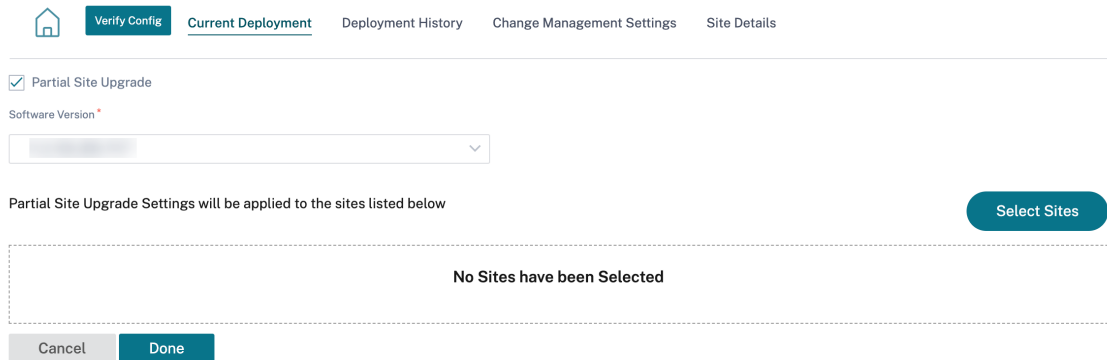 Verify Config Current Deployment Deployment History Change Management Settings Site Details
Partial Site Upgrade
Software Version*
Partial Site Upgrade Settings will be applied to the sites listed below
Select Sites
No Sites have been Selected
Cancel Done